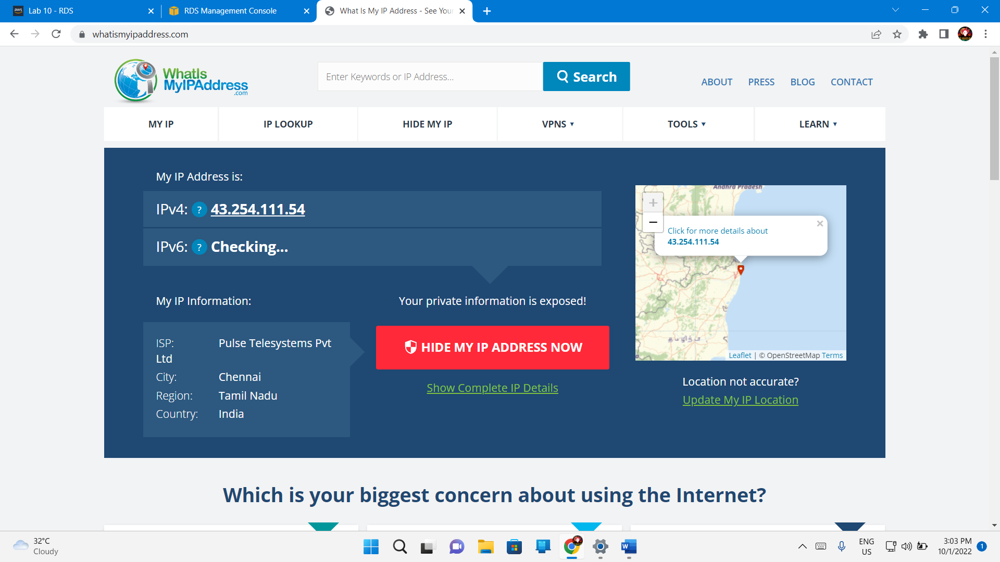 aws Lab 10 - RDS
RDS Management Console
What Is My IP Address - See Your
whatismyipaddress.com
WhatIs
MyIPAddress
.com
Enter Keywords or IP Address...
Search
ABOUT PRESS BLOG CONTACT
MY IP IP LOOKUP HIDE MY IP VPNS ▾ TOOLS ▾ LEARN ▾
My IP Address is:
IPv4: ? 43.254.111.54
IPv6: ? Checking...
My IP Information:
ISP: Pulse Telesystems Pvt
Ltd
City: Chennai
Region: Tamil Nadu
Country: India
Your private information is exposed!
HIDE MY IP ADDRESS NOW
Show Complete IP Details
Andhra Pradesh
+
−
Click for more details about
43.254.111.54
×
Leaflet | © OpenStreetMap Terms
Location not accurate?
Update My IP Location
Which is your biggest concern about using the Internet?
32°C
Cloudy
W
ENG
US
3:03 PM
10/1/2022
1